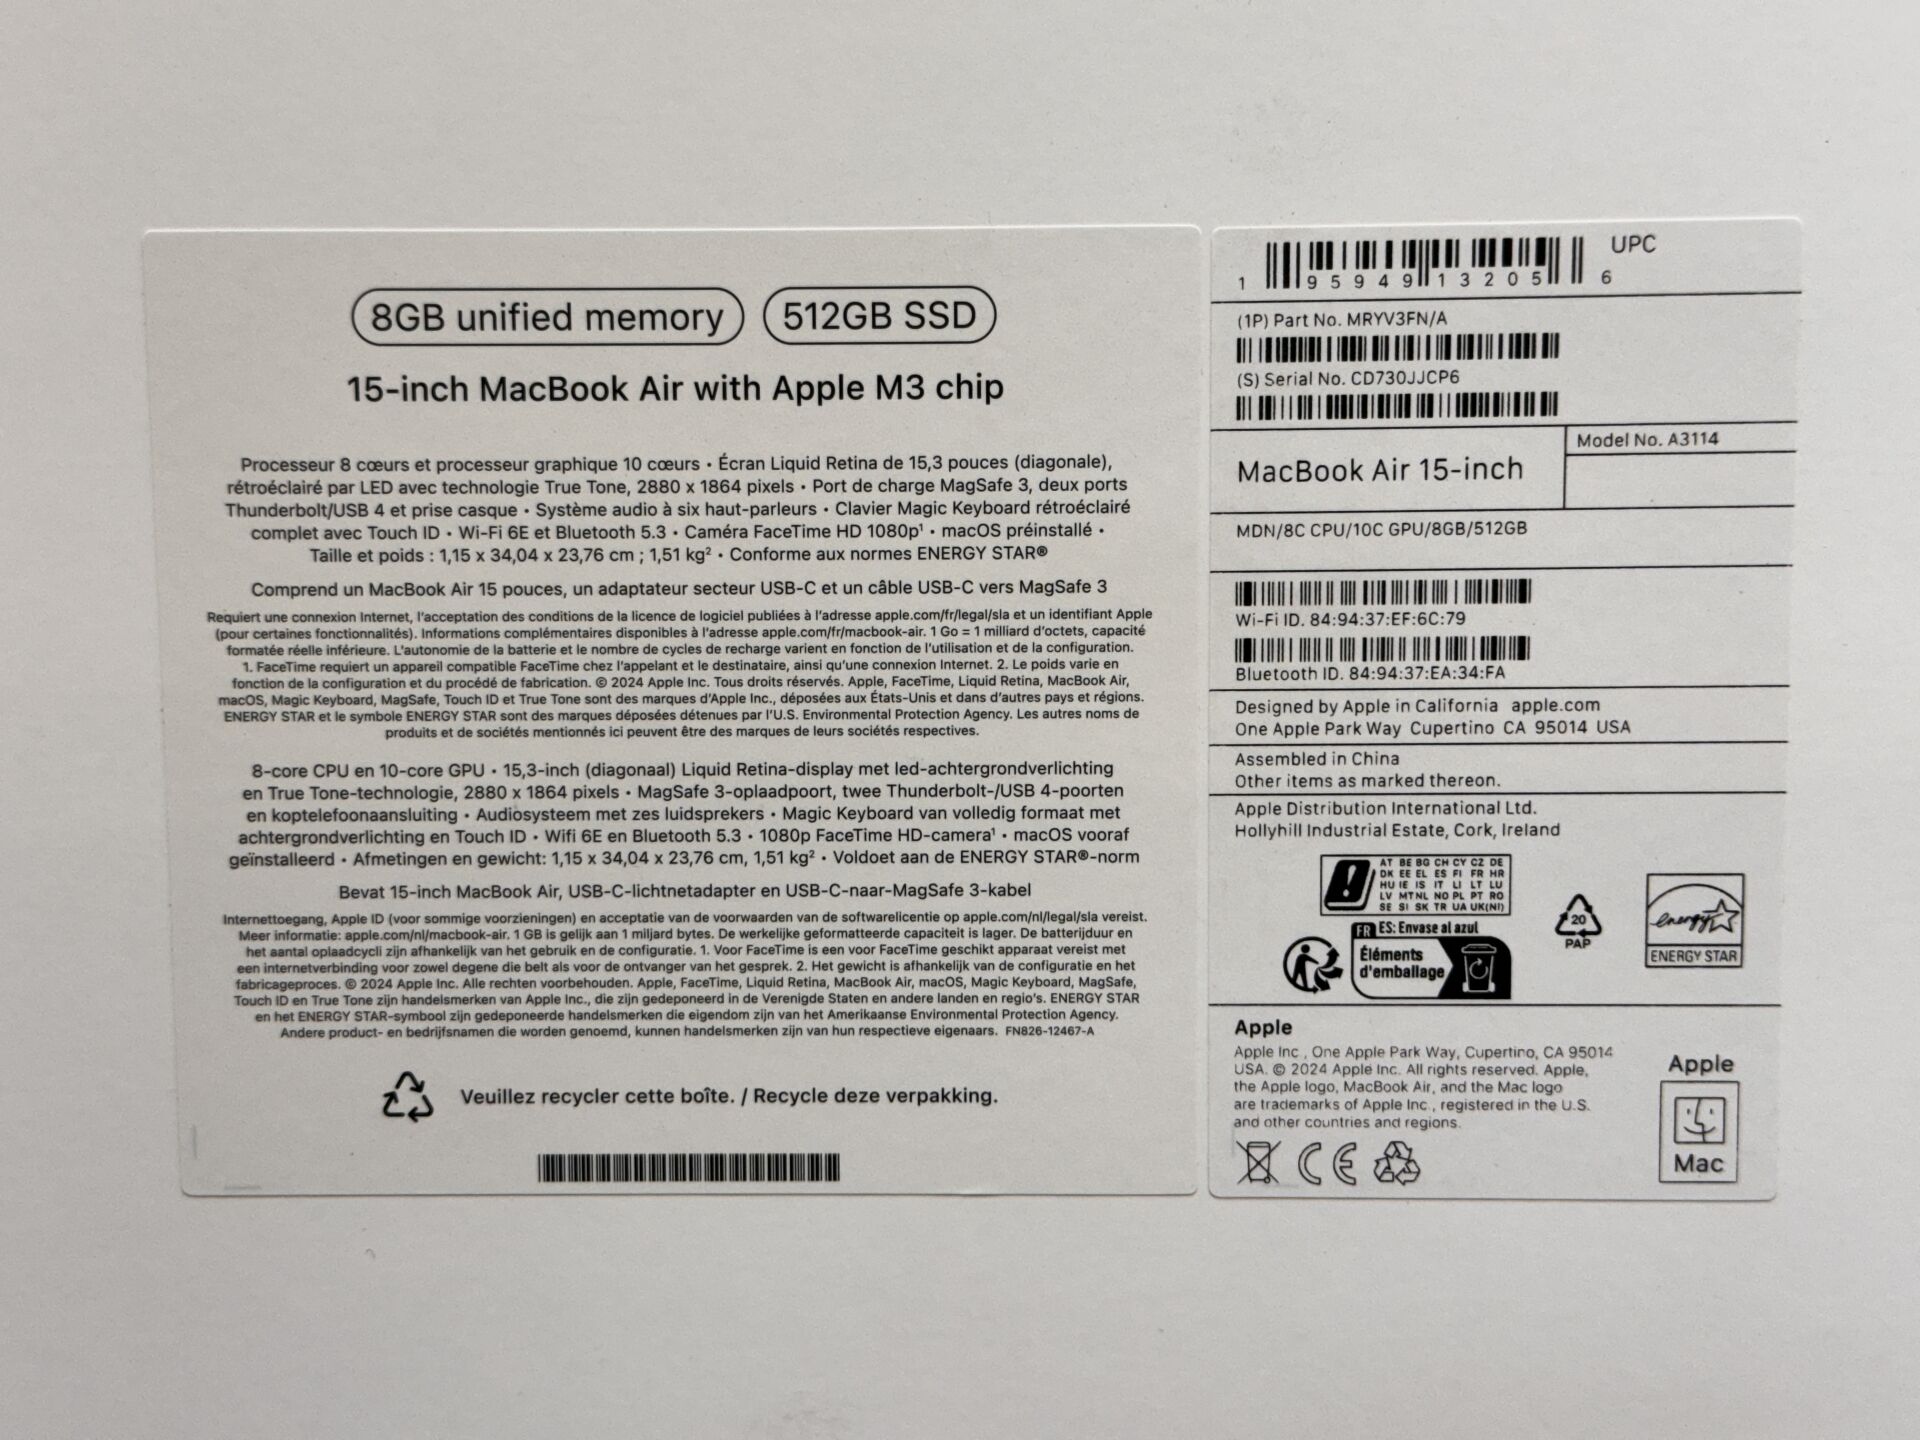 8GB unified memory 512GB SSD
15-inch MacBook Air with Apple M3 chip
Processeur 8 cœurs et processeur graphique 10 cœurs • Écran Liquid Retina de 15,3 pouces (diagonale),
rétroéclairé par LED avec technologie True Tone, 2880 x 1864 pixels • Port de charge MagSafe 3, deux ports
Thunderbolt/USB 4 et prise casque • Système audio à six haut-parleurs • Clavier Magic Keyboard rétroéclairé
complet avec Touch ID • Wi-Fi 6E et Bluetooth 5.3 • Caméra FaceTime HD 1080p¹ • macOS préinstallé •
Taille et poids : 1,15 x 34,04 x 23,76 cm ; 1,51 kg² • Conforme aux normes ENERGY STAR®
Comprend un MacBook Air 15 pouces, un adaptateur secteur USB-C et un câble USB-C vers MagSafe 3
Requiert une connexion Internet, l'acceptation des conditions de la licence de logiciel publiées à l'adresse apple.com/fr/legal/sla et un identifiant Apple
(pour certaines fonctionnalités). Informations complémentaires disponibles à l'adresse apple.com/fr/macbook-air. 1 Go = 1 milliard d'octets, capacité
formatée réelle inférieure. L'autonomie de la batterie et le nombre de cycles de recharge varient en fonction de l'utilisation et de la configuration.
1. FaceTime requiert un appareil compatible FaceTime chez l'appelant et le destinataire, ainsi qu'une connexion Internet. 2. Le poids varie en
fonction de la configuration et du procédé de fabrication. © 2024 Apple Inc. Tous droits réservés. Apple, FaceTime, Liquid Retina, MacBook Air,
macOS, Magic Keyboard, MagSafe, Touch ID et True Tone sont des marques d'Apple Inc., déposées aux États-Unis et dans d'autres pays et régions.
ENERGY STAR et le symbole ENERGY STAR sont des marques déposées détenues par l'U.S. Environmental Protection Agency. Les autres noms de
produits et de sociétés mentionnés ici peuvent être des marques de leurs sociétés respectives.
8-core CPU en 10-core GPU • 15,3-inch (diagonaal) Liquid Retina-display met led-achtergrondverlichting
en True Tone-technologie, 2880 x 1864 pixels • MagSafe 3-oplaadpoort, twee Thunderbolt-/USB 4-poorten
en koptelefoonaansluiting • Audiosysteem met zes luidsprekers • Magic Keyboard van volledig formaat met
achtergrondverlichting en Touch ID • Wifi 6E en Bluetooth 5.3 • 1080p FaceTime HD-camera¹ • macOS vooraf
geïnstalleerd • Afmetingen en gewicht: 1,15 x 34,04 x 23,76 cm, 1,51 kg² • Voldoet aan de ENERGY STAR®-norm
Bevat 15-inch MacBook Air, USB-C-lichtnetadapter en USB-C-naar-MagSafe 3-kabel
Internettoegang, Apple ID (voor sommige voorzieningen) en acceptatie van de voorwaarden van de softwarelicentie op apple.com/nl/legal/sla vereist.
Meer informatie: apple.com/nl/macbook-air. 1 GB is gelijk aan 1 miljard bytes. De werkelijke geformatteerde capaciteit is lager. De batterijduur en
het aantal oplaadcycli zijn afhankelijk van het gebruik en de configuratie. 1. Voor FaceTime is een voor FaceTime geschikt apparaat vereist met
een internetverbinding voor zowel degene die belt als voor de ontvanger van het gesprek. 2. Het gewicht is afhankelijk van de configuratie en het
fabricageproces. © 2024 Apple Inc. Alle rechten voorbehouden. Apple, FaceTime, Liquid Retina, MacBook Air, macOS, Magic Keyboard, MagSafe,
Touch ID en True Tone zijn handelsmerken van Apple Inc., die zijn gedeponeerd in de Verenigde Staten en andere landen en regio's. ENERGY STAR
en het ENERGY STAR-symbool zijn gedeponeerde handelsmerken die eigendom zijn van het Amerikaanse Environmental Protection Agency.
Andere product- en bedrijfsnamen die worden genoemd, kunnen handelsmerken zijn van hun respectieve eigenaars. FN826-12467-A
Veuillez recycler cette boîte. / Recycle deze verpakking.
UPC
1 95949 13205 6
(1P) Part No. MRYV3FN/A
(S) Serial No. CD730JJCP6
Model No. A3114
MacBook Air 15-inch
MDN/8C CPU/10C GPU/8GB/512GB
Wi-Fi ID. 84:94:37:EF:6C:79
Bluetooth ID. 84:94:37:EA:34:FA
Designed by Apple in California apple.com
One Apple Park Way Cupertino CA 95014 USA
Assembled in China
Other items as marked thereon.
Apple Distribution International Ltd.
Hollyhill Industrial Estate, Cork, Ireland
AT BE BG CH CY CZ DE
DK EE EL ES FI FR HR
HU IE IS IT LI LT LU
LV MT NL NO PL PT RO
SE SI SK TR UA UK(NI)
FR ES: Envase al azul
Éléments
d'emballage
20
PAP
energy
ENERGY STAR
Apple
Apple Inc., One Apple Park Way, Cupertino, CA 95014
USA. © 2024 Apple Inc. All rights reserved. Apple,
the Apple logo, MacBook Air, and the Mac logo
are trademarks of Apple Inc., registered in the U.S.
and other countries and regions.
CE
Apple
Mac